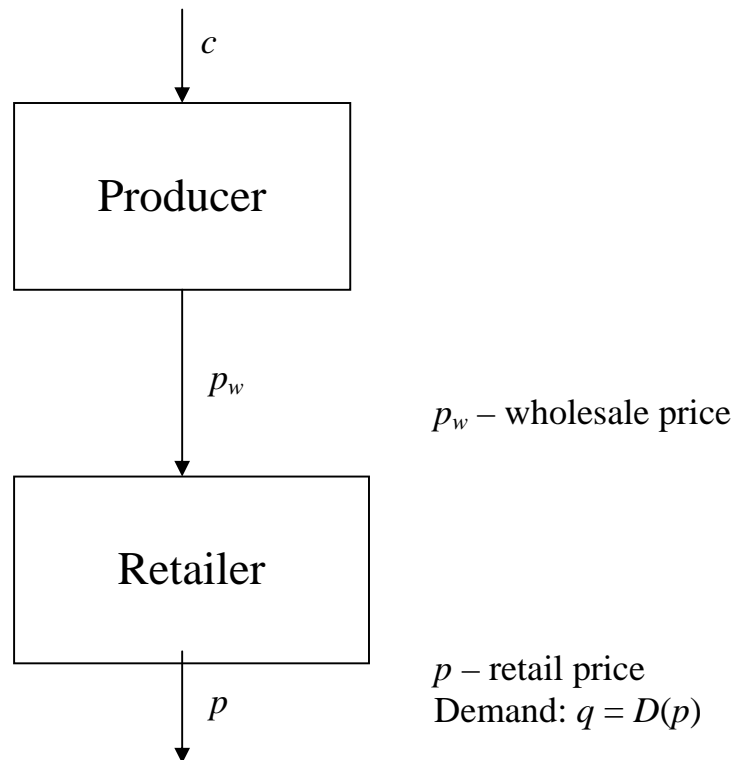 c
Producer
p_w
p_w – wholesale price
Retailer
p – retail price
p
Demand: q = D(p)